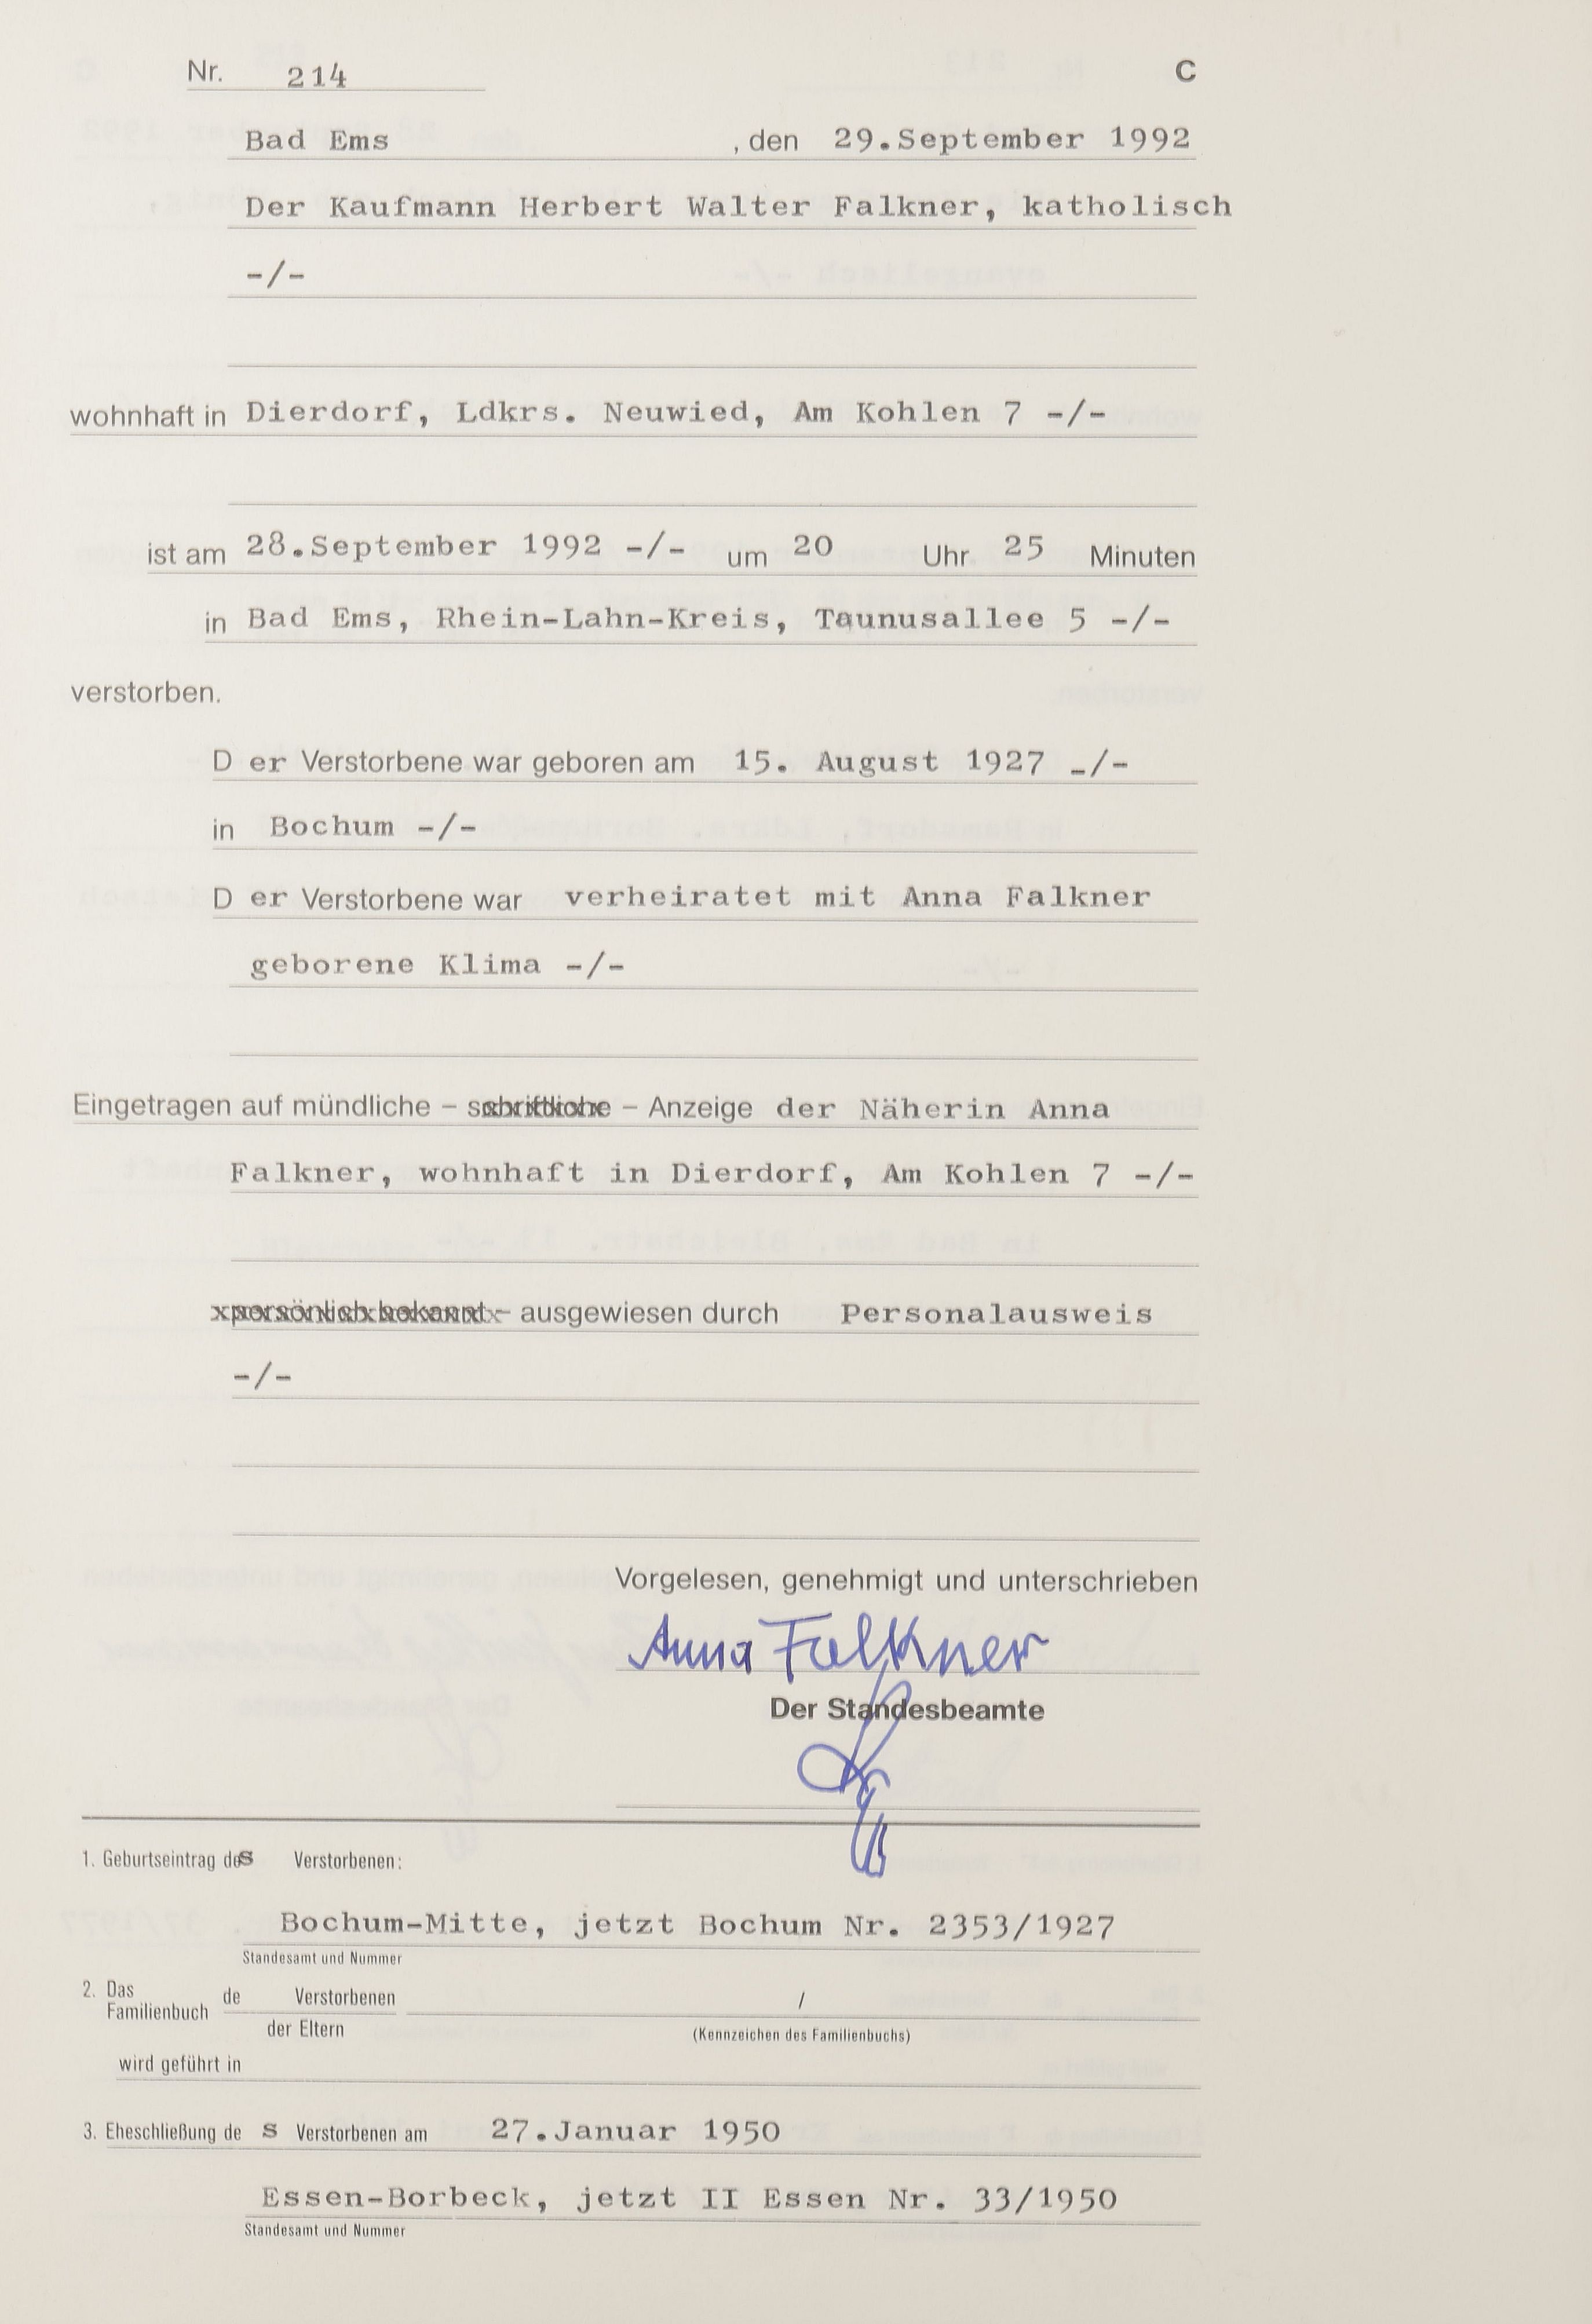 Nr. 214 C
Bad Ems , den 29.September 1992
Der Kaufmann Herbert Walter Falkner, katholisch
-/-
wohnhaft in Dierdorf, Ldkrs. Neuwied, Am Kohlen 7 -/-
ist am 28.September 1992 -/- um 20 Uhr 25 Minuten
in Bad Ems, Rhein-Lahn-Kreis, Taunusallee 5 -/-
verstorben.
D er Verstorbene war geboren am 15. August 1927 -/-
in Bochum -/-
D er Verstorbene war verheiratet mit Anna Falkner
geborene Klima -/-
Eingetragen auf mündliche – schriftliche – Anzeige der Näherin Anna
Falkner, wohnhaft in Dierdorf, Am Kohlen 7 -/-
persönlich bekannt – ausgewiesen durch Personalausweis
-/-
Vorgelesen, genehmigt und unterschrieben
Anna Falkner
Der Standesbeamte
1. Geburtseintrag des Verstorbenen:
Bochum-Mitte, jetzt Bochum Nr. 2353/1927
Standesamt und Nummer
2. Das Familienbuch de Verstorbenen /
der Eltern (Kennzeichen des Familienbuchs)
wird geführt in
3. Eheschließung de s Verstorbenen am 27.Januar 1950
Essen-Borbeck, jetzt II Essen Nr. 33/1950
Standesamt und Nummer